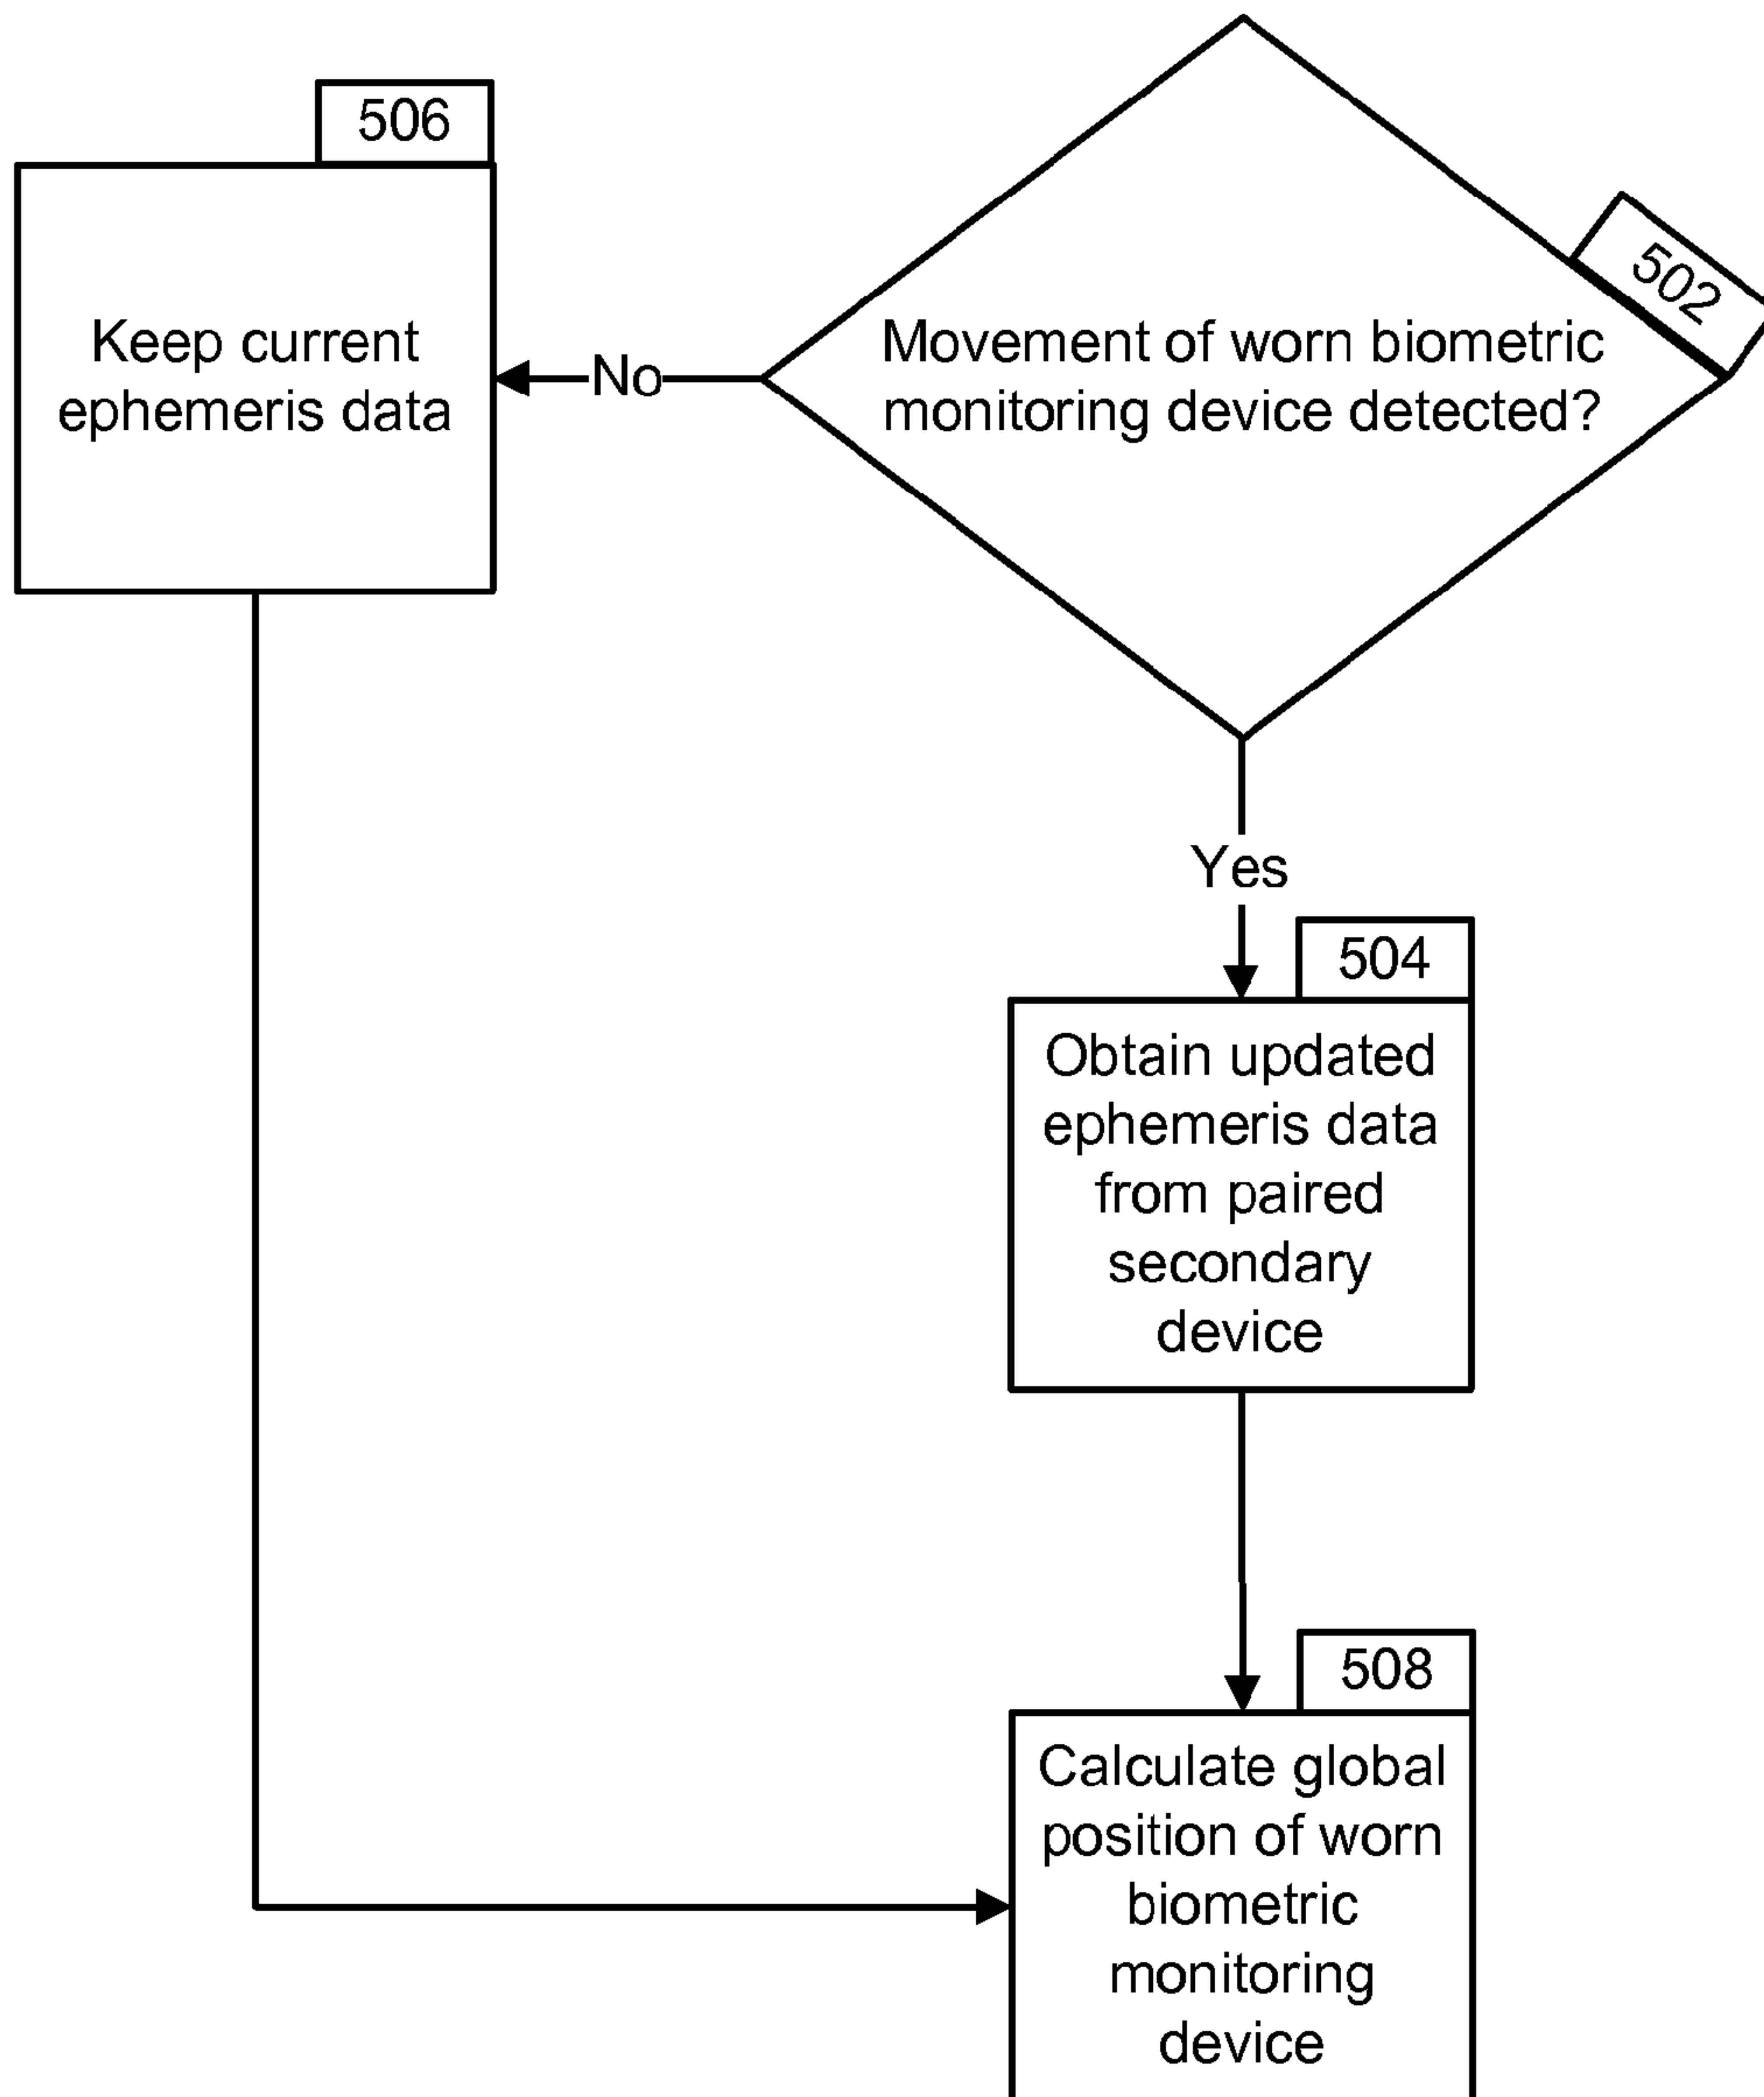 506
Keep current
ephemeris data
No
502
Movement of worn biometric
monitoring device detected?
Yes
504
Obtain updated
ephemeris data
from paired
secondary
device
508
Calculate global
position of worn
biometric
monitoring
device